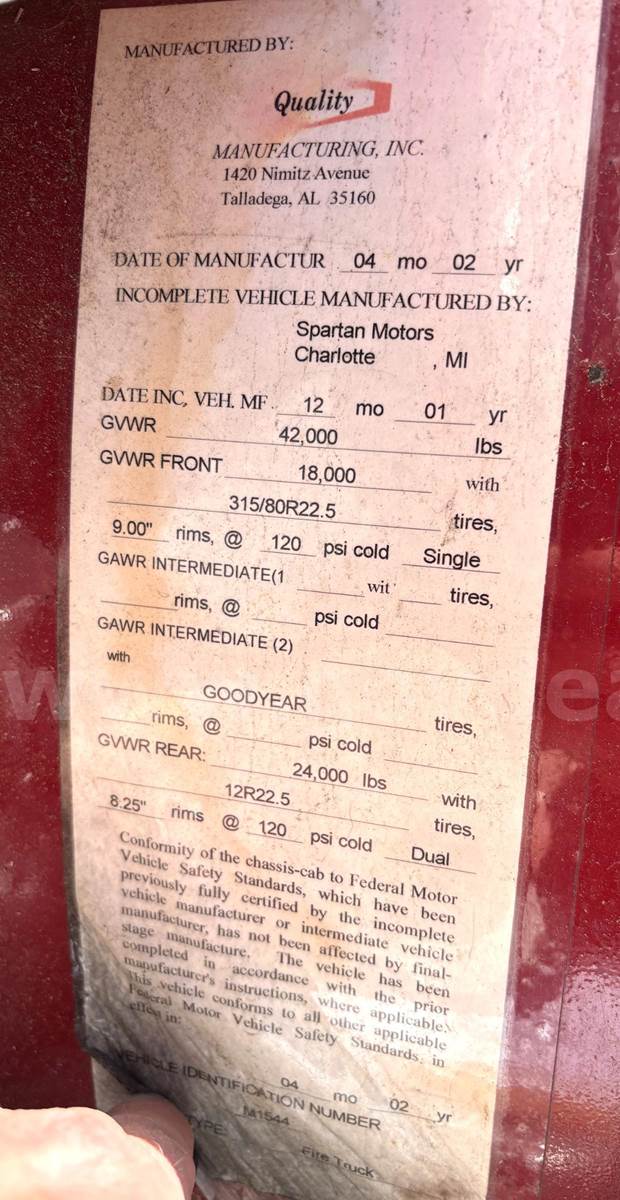 MANUFACTURED BY:
Quality
MANUFACTURING, INC.
1420 Nimitz Avenue
Talladega, AL 35160
DATE OF MANUFACTUR 04 mo 02 yr
INCOMPLETE VEHICLE MANUFACTURED BY:
Spartan Motors
Charlotte , MI
DATE INC, VEH. MF 12 mo 01 yr
GVWR 42,000 lbs
GVWR FRONT 18,000 with
315/80R22.5 tires,
9.00" rims, @ 120 psi cold Single
GAWR INTERMEDIATE(1 wit tires,
rims, @ psi cold
GAWR INTERMEDIATE (2)
with
GOODYEAR tires,
rims, @ psi cold
GVWR REAR: 24,000 lbs with
12R22.5 tires,
8.25" rims @ 120 psi cold Dual
Conformity of the chassis-cab to Federal Motor
Vehicle Safety Standards, which have been
previously fully certified by the incomplete
vehicle manufacturer or intermediate vehicle
manufacturer, has not been affected by final-
stage manufacture. The vehicle has been
completed in accordance with the prior
manufacturer's instructions, where applicable.
This vehicle conforms to all other applicable
Federal Motor Vehicle Safety Standards, in
effect in:
04 mo 02 yr
VEHICLE IDENTIFICATION NUMBER
M1544
TYPE Fire Truck